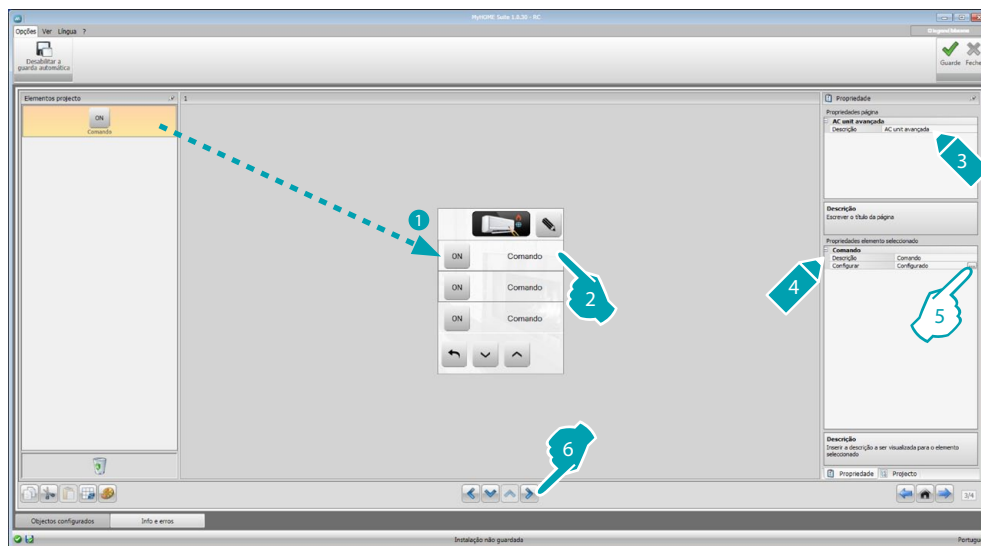 MyHOME Suite 1.0.30 - RC
Opções Ver Língua ?
Desabilitar a
guarda automática
Guarde Feche
Elementos projecto
1
ON
Comando
1
ON Comando
2
ON Comando
ON Comando
Propriedade
Propriedades página
AC unit avançada
Descrição AC unit avançada
3
Descrição
Escrever o título da página
Propriedades elemento seleccionado
Comando
Descrição Comando
Configurar Configurado ...
4
5
Descrição
Inserir a descrição a ser visualizada para o elemento
seleccionado
Propriedade Projecto
6
3/4
Objectos configurados Info e erros
Instalação não guardada
Portugu